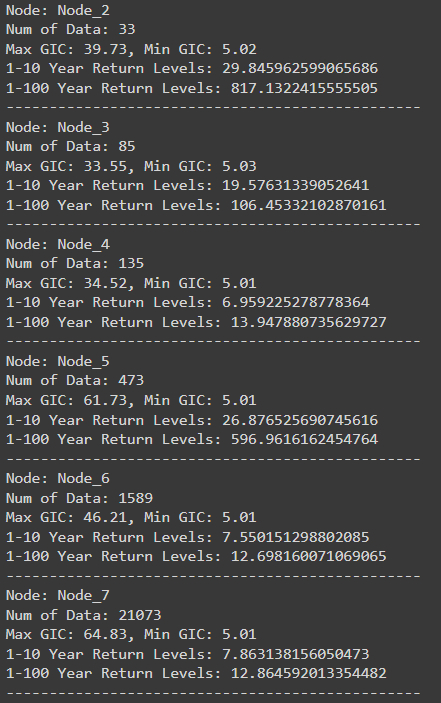 Node: Node_2
Num of Data: 33
Max GIC: 39.73, Min GIC: 5.02
1-10 Year Return Levels: 29.845962599065686
1-100 Year Return Levels: 817.1322415555505
------------------------------------------------
Node: Node_3
Num of Data: 85
Max GIC: 33.55, Min GIC: 5.03
1-10 Year Return Levels: 19.57631339052641
1-100 Year Return Levels: 106.45332102870161
------------------------------------------------
Node: Node_4
Num of Data: 135
Max GIC: 34.52, Min GIC: 5.01
1-10 Year Return Levels: 6.959225278778364
1-100 Year Return Levels: 13.947880735629727
------------------------------------------------
Node: Node_5
Num of Data: 473
Max GIC: 61.73, Min GIC: 5.01
1-10 Year Return Levels: 26.876525690745616
1-100 Year Return Levels: 596.9616162454764
------------------------------------------------
Node: Node_6
Num of Data: 1589
Max GIC: 46.21, Min GIC: 5.01
1-10 Year Return Levels: 7.550151298802085
1-100 Year Return Levels: 12.698160071069065
------------------------------------------------
Node: Node_7
Num of Data: 21073
Max GIC: 64.83, Min GIC: 5.01
1-10 Year Return Levels: 7.863138156050473
1-100 Year Return Levels: 12.864592013354482
------------------------------------------------